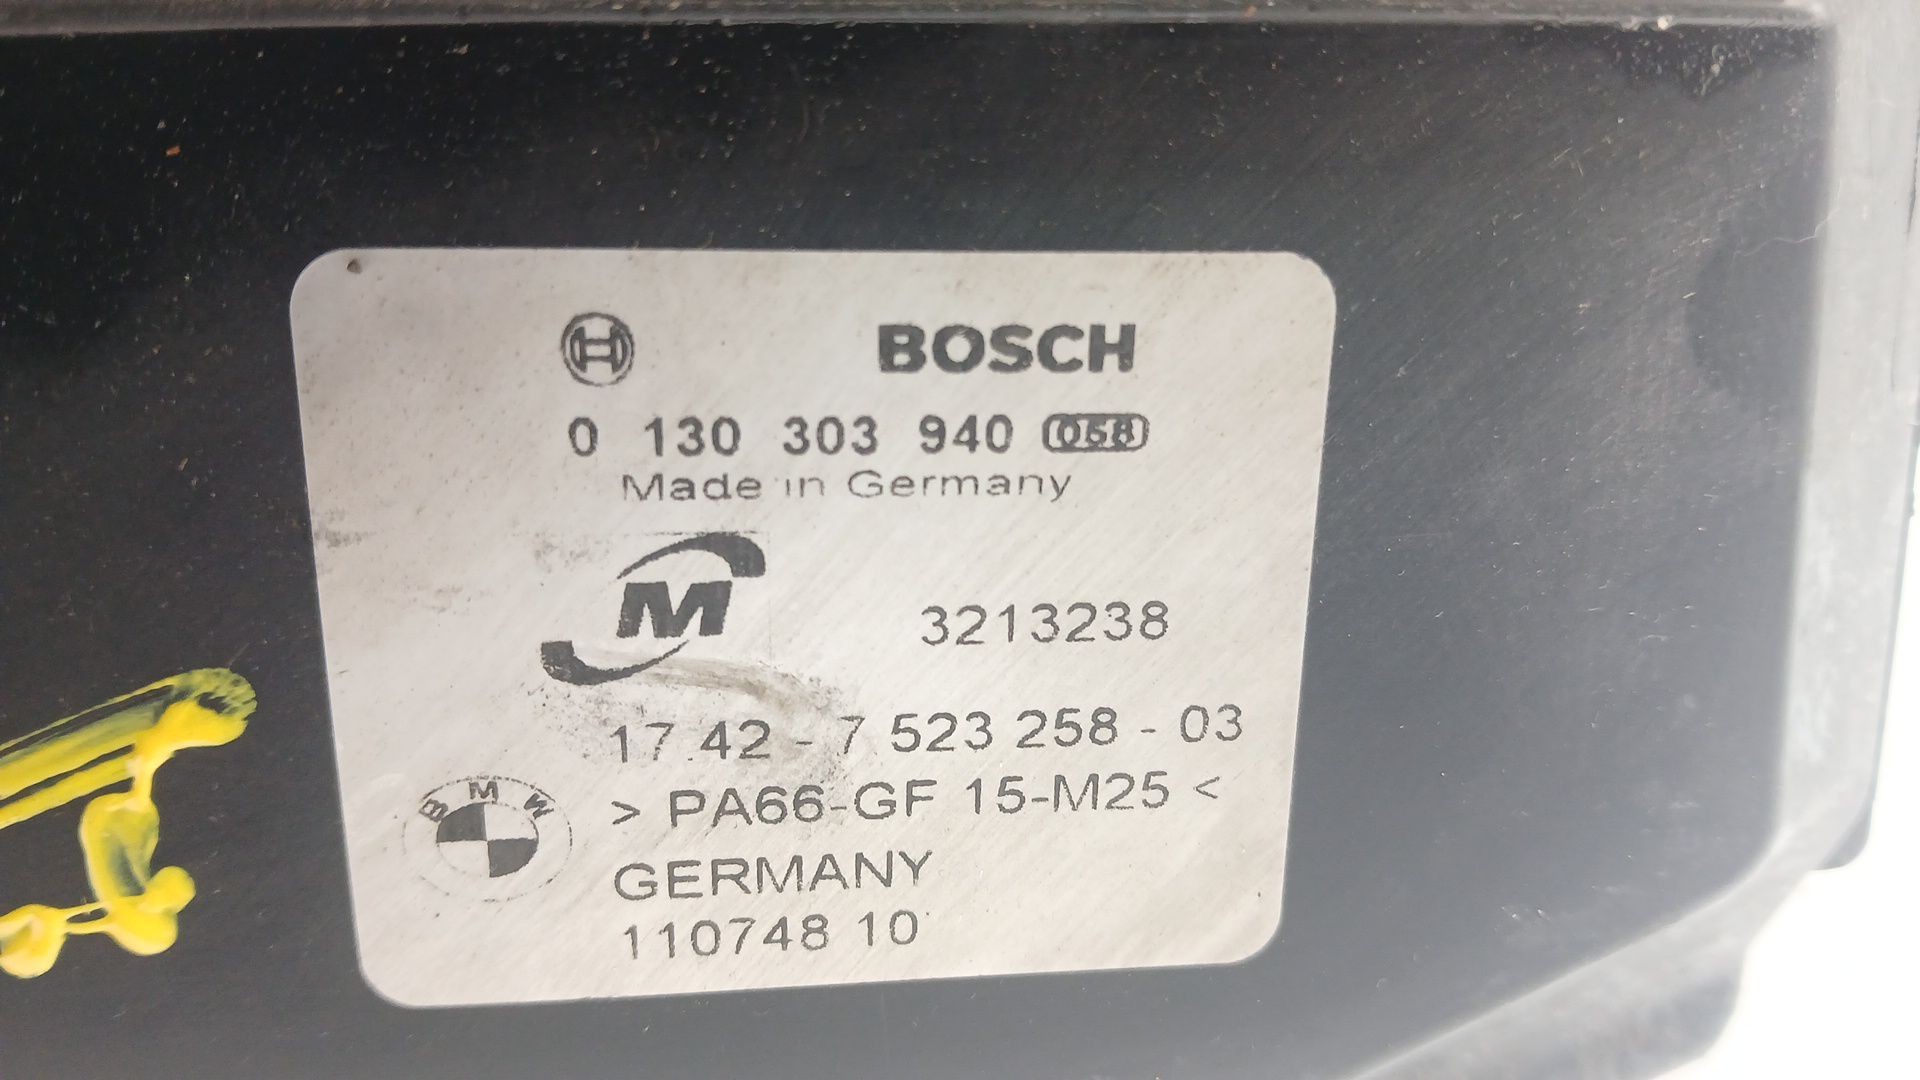 BOSCH
0 130 303 940 058
Made in Germany
M
3213238
17.42 - 7 523 258 - 03
BMW
> PA66-GF 15-M25 <
GERMANY
110748 10